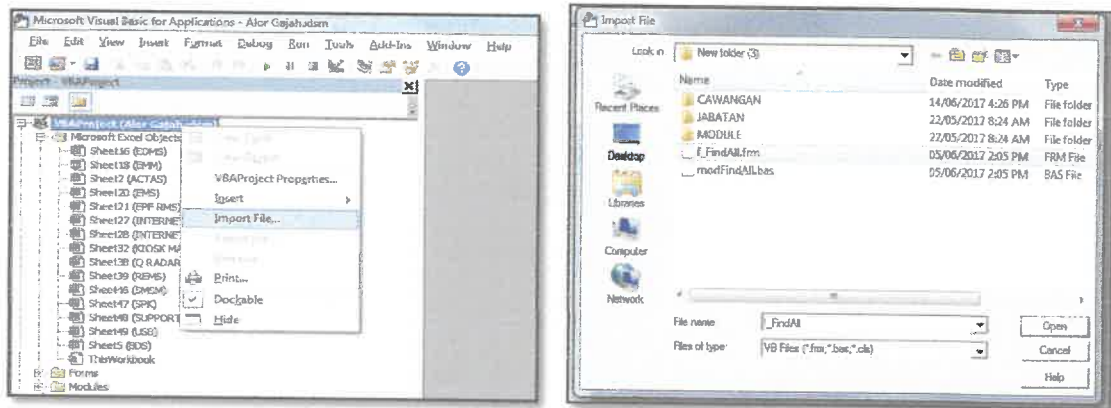 Microsoft Visual Basic for Applications - Alor Gajahudsm
File Edit View Insert Format Debug Run Tools Add-Ins Window Help
Project - VBAProject
VBAProject (Alor Gajahudsm)
Microsoft Excel Objects
Sheet16 (EDMS)
Sheet18 (EMM)
Sheet2 (ACTAS)
Sheet20 (EMS)
Sheet21 (EPF RMS)
Sheet27 (INTERNE
Sheet28 (INTERNE
Sheet32 (KIOSK MA
Sheet38 (Q RADAR
Sheet39 (REMS)
Sheet46 (SMSM)
Sheet47 (SPK)
Sheet48 (SUPPORT
Sheet49 (USB)
Sheet5 (BDS)
ThisWorkbook
Forms
Modules
VBAProject Properties...
Insert
Import File...
Print...
Dockable
Hide
Import File
Look in
New folder (3)
Name Date modified Type
CAWANGAN 14/06/2017 4:26 PM File folder
JABATAN 22/05/2017 8:24 AM File folder
MODULE 22/05/2017 8:24 AM File folder
f_FindAll.frm 05/06/2017 2:05 PM FRM File
modFindAll.bas 05/06/2017 2:05 PM BAS File
Recent Places
Desktop
Libraries
Computer
Network
File name f_FindAll Open
Files of type: VB Files (*.frm,*.bas,*.cls) Cancel
Help